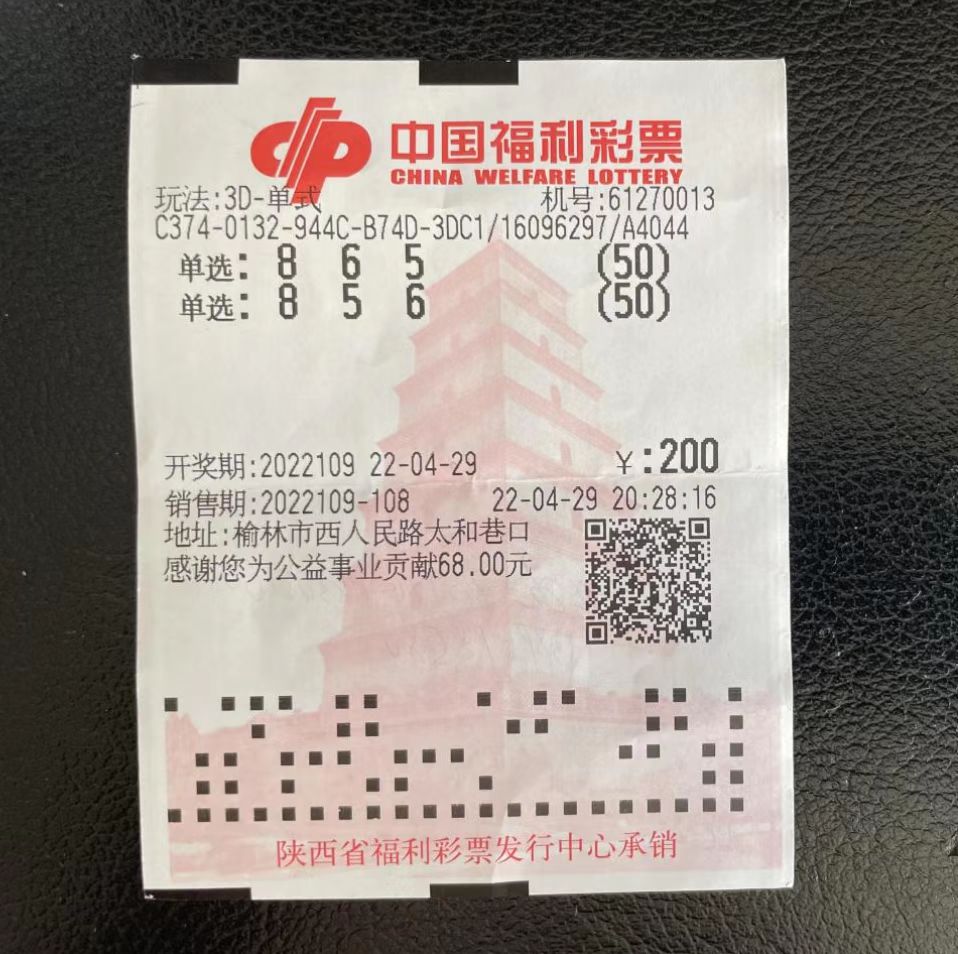 中国福利彩票
CHINA WELFARE LOTTERY
玩法:3D-单式 机号:61270013
C374-0132-944C-B74D-3DC1/16096297/A4044
单选: 8 6 5 (50)
单选: 8 5 6 (50)
开奖期:2022109 22-04-29 ¥:200
销售期:2022109-108 22-04-29 20:28:16
地址:榆林市西人民路太和巷口
感谢您为公益事业贡献68.00元
陕西省福利彩票发行中心承销